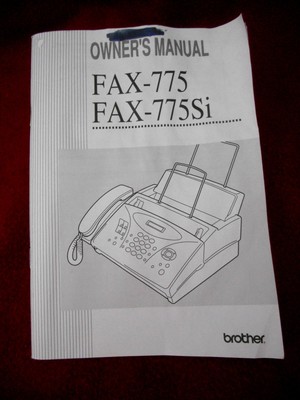 OWNER'S MANUAL
FAX-775
FAX-775Si
brother